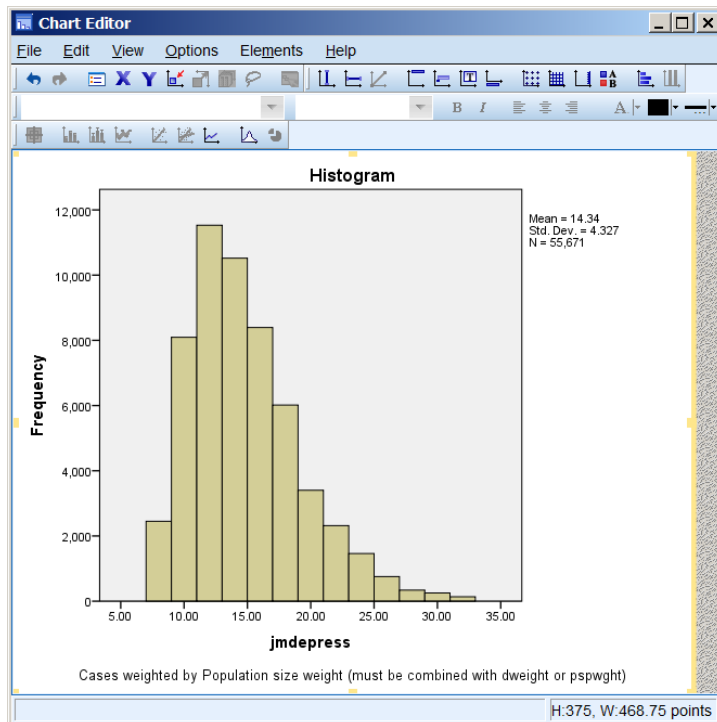 Chart Editor
File Edit View Options Elements Help
X Y T A B
B I A
Histogram
12,000
10,000
8,000
6,000
4,000
2,000
0
Frequency
Mean = 14.34
Std. Dev. = 4.327
N = 55,671
5.00 10.00 15.00 20.00 25.00 30.00 35.00
jmdepress
Cases weighted by Population size weight (must be combined with dweight or pspwght)
H:375, W:468.75 points